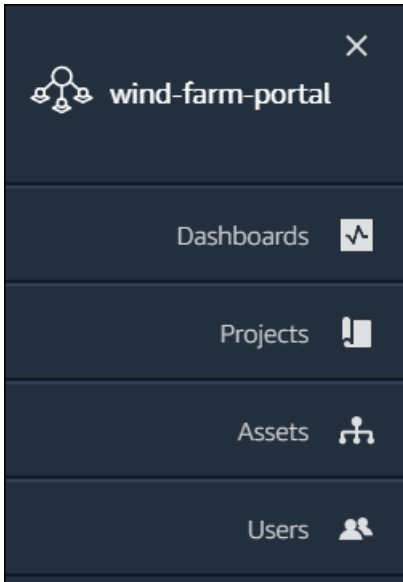 wind-farm-portal
Dashboards
Projects
Assets
Users